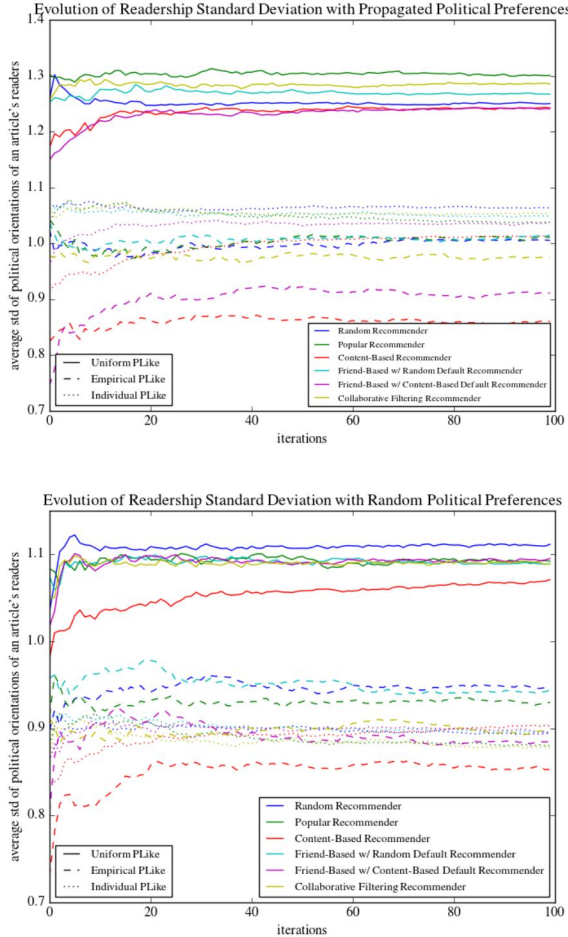 Evolution of Readership Standard Deviation with Propagated Political Preferences
1.4
1.3
1.2
1.1
1.0
0.9
0.8
0.7
average std of political orientations of an article's readers
Uniform PLike
Empirical PLike
Individual PLike
Random Recommender
Popular Recommender
Content-Based Recommender
Friend-Based w/ Random Default Recommender
Friend-Based w/ Content-Based Default Recommender
Collaborative Filtering Recommender
0 20 40 60 80 100
iterations
Evolution of Readership Standard Deviation with Random Political Preferences
1.1
1.0
0.9
0.8
0.7
average std of political orientations of an article's readers
Uniform PLike
Empirical PLike
Individual PLike
Random Recommender
Popular Recommender
Content-Based Recommender
Friend-Based w/ Random Default Recommender
Friend-Based w/ Content-Based Default Recommender
Collaborative Filtering Recommender
0 20 40 60 80 100
iterations